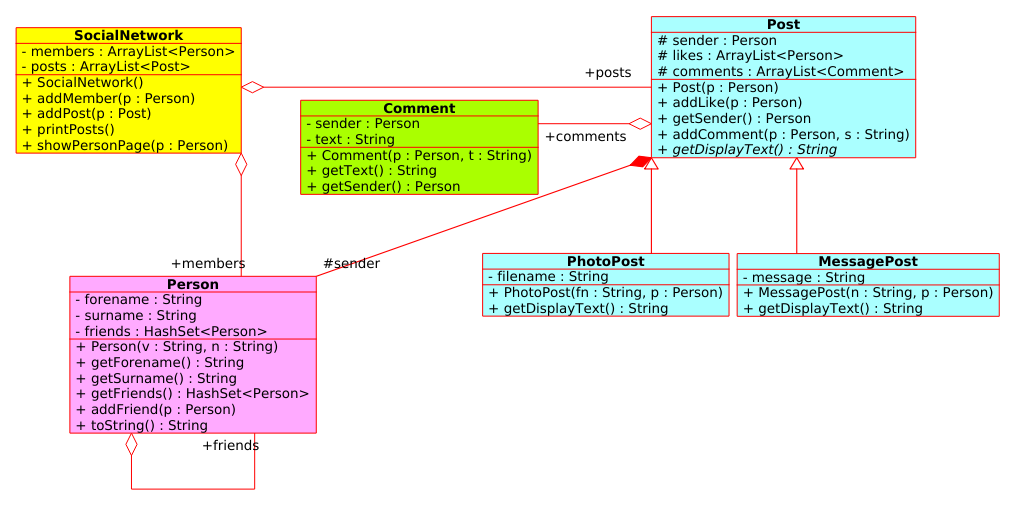 SocialNetwork
- members : ArrayList<Person>
- posts : ArrayList<Post>
+ SocialNetwork()
+ addMember(p : Person)
+ addPost(p : Post)
+ printPosts()
+ showPersonPage(p : Person)
+posts
Post
# sender : Person
# likes : ArrayList<Person>
# comments : ArrayList<Comment>
+ Post(p : Person)
+ addLike(p : Person)
+ getSender() : Person
+ addComment(p : Person, s : String)
+ getDisplayText() : String
Comment
- sender : Person
- text : String
+ Comment(p : Person, t : String)
+ getText() : String
+ getSender() : Person
+comments
+members
#sender
Person
- forename : String
- surname : String
- friends : HashSet<Person>
+ Person(v : String, n : String)
+ getForename() : String
+ getSurname() : String
+ getFriends() : HashSet<Person>
+ addFriend(p : Person)
+ toString() : String
+friends
PhotoPost
- filename : String
+ PhotoPost(fn : String, p : Person)
+ getDisplayText() : String
MessagePost
- message : String
+ MessagePost(n : String, p : Person)
+ getDisplayText() : String